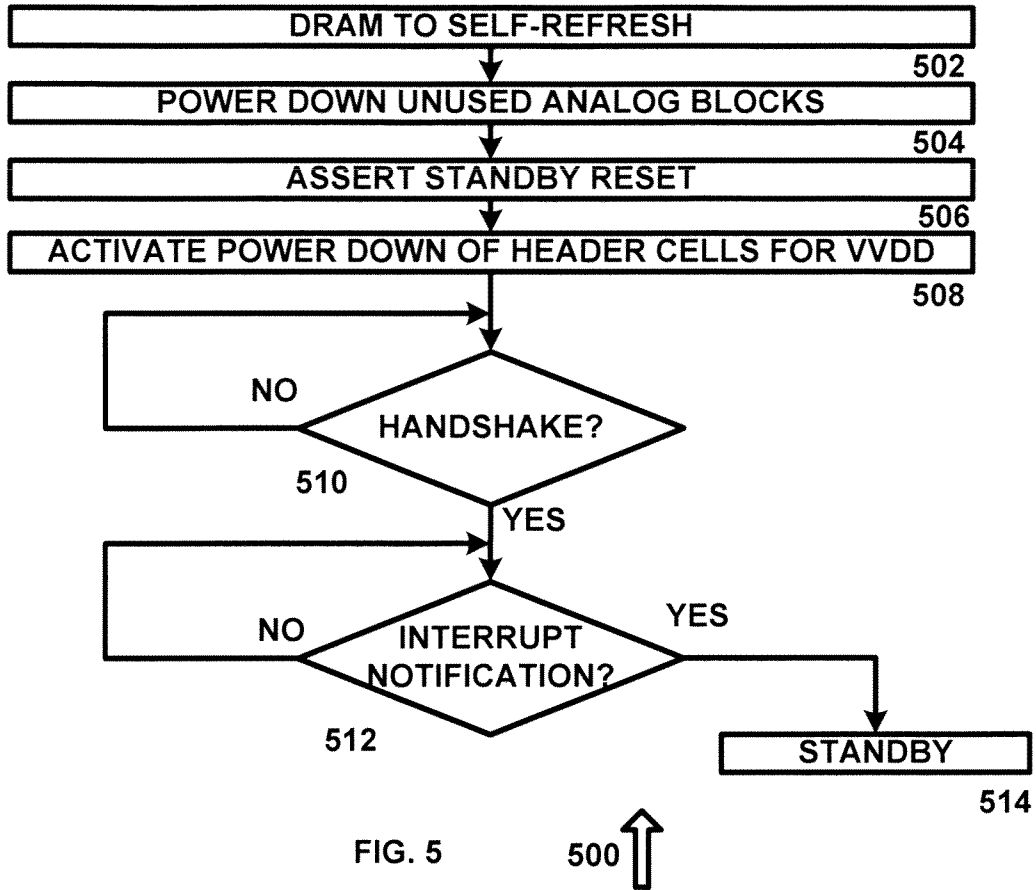 DRAM TO SELF-REFRESH
502
POWER DOWN UNUSED ANALOG BLOCKS
504
ASSERT STANDBY RESET
506
ACTIVATE POWER DOWN OF HEADER CELLS FOR VVDD
508
NO
HANDSHAKE?
510
YES
NO
INTERRUPT
NOTIFICATION?
YES
512
STANDBY
514
FIG. 5
500